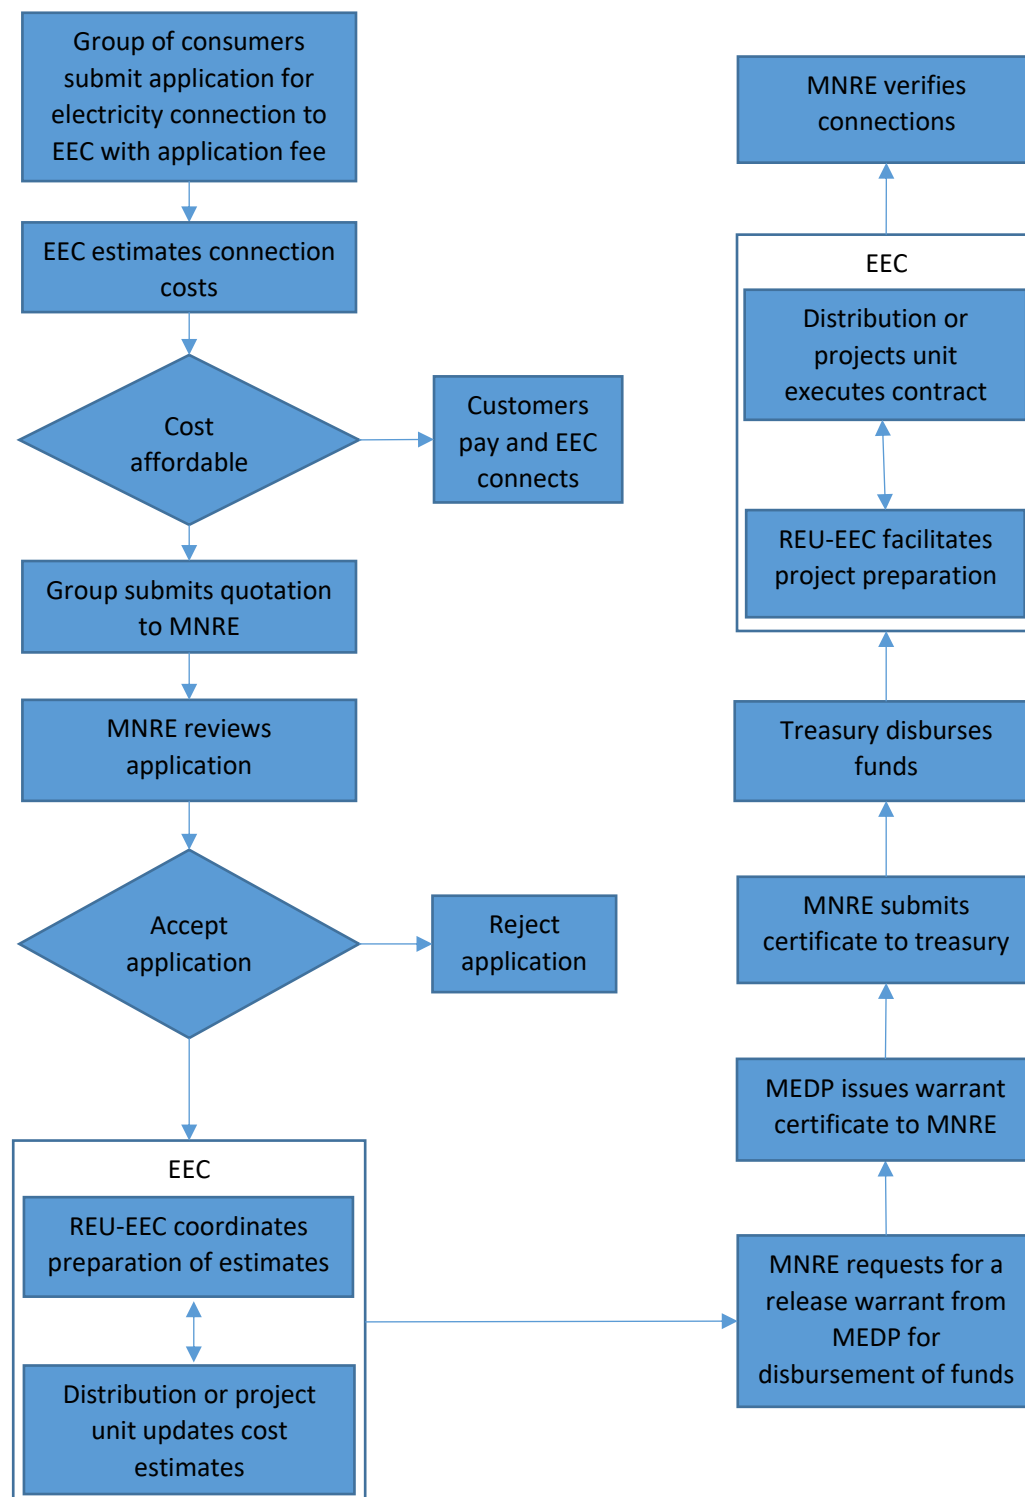 Group of consumers
submit application for
electricity connection to
EEC with application fee
EEC estimates connection
costs
Cost
affordable
Customers
pay and EEC
connects
Group submits quotation
to MNRE
MNRE reviews
application
Accept
application
Reject
application
EEC
REU-EEC coordinates
preparation of estimates
Distribution or project
unit updates cost
estimates
MNRE requests for a
release warrant from
MEDP for
disbursement of funds
MEDP issues warrant
certificate to MNRE
MNRE submits
certificate to treasury
Treasury disburses
funds
EEC
Distribution or
projects unit
executes contract
REU-EEC facilitates
project preparation
MNRE verifies
connections